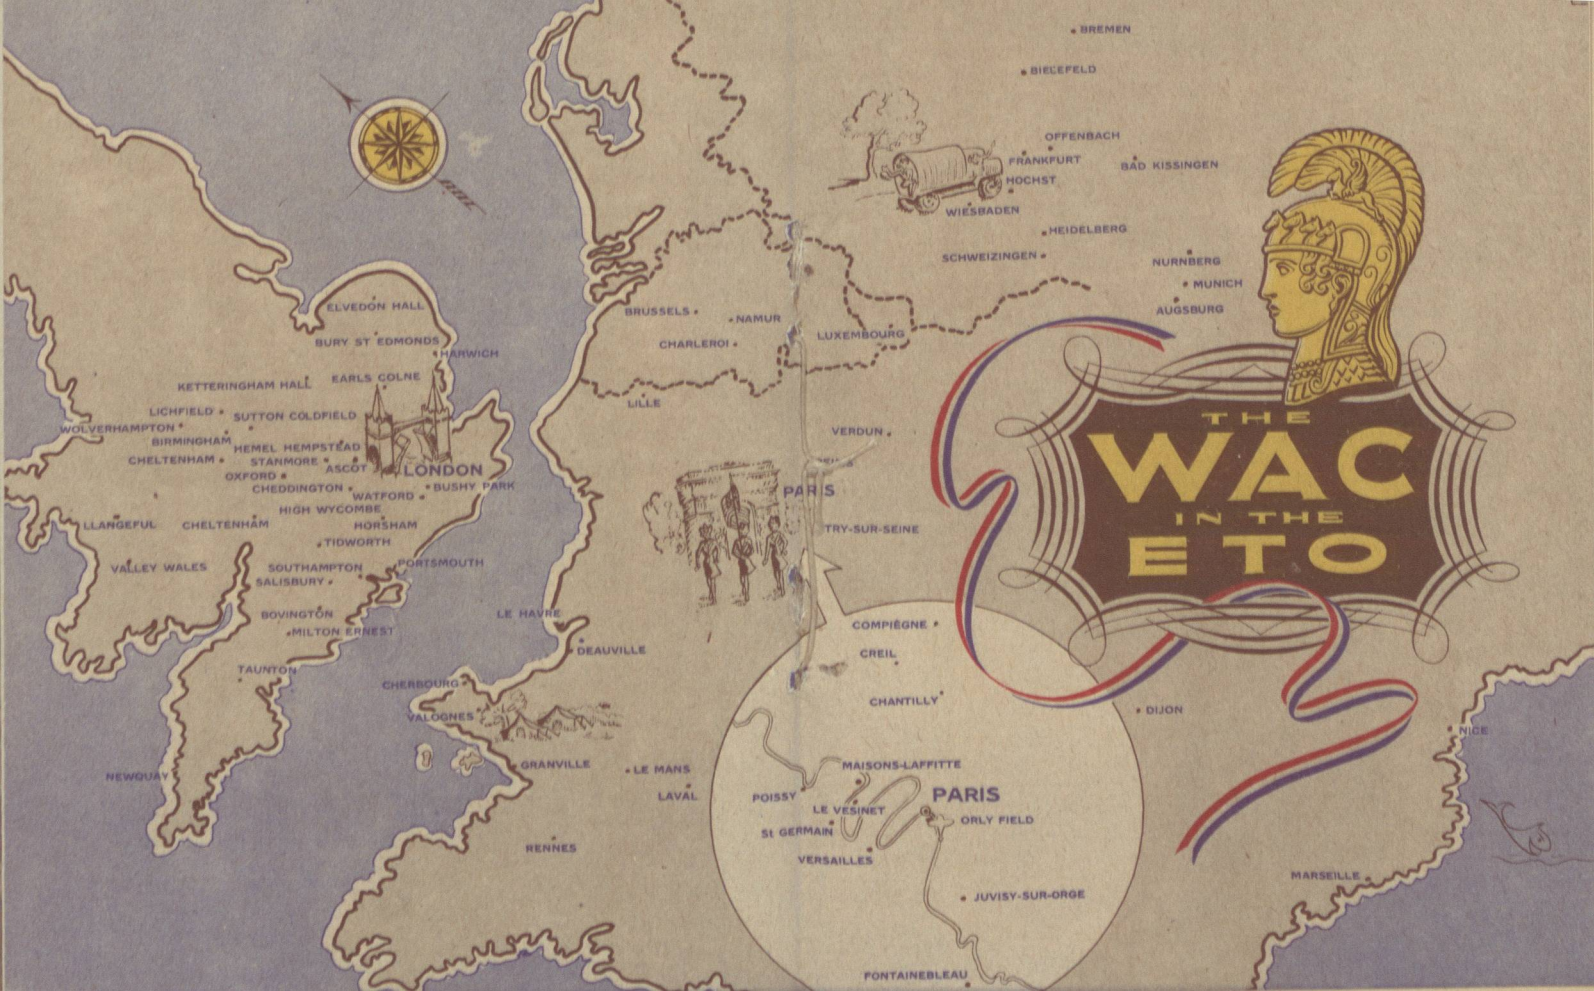 BREMEN
BIELEFELD
OFFENBACH
FRANKFURT
BAD KISSINGEN
HOCHST
WIESBADEN
HEIDELBERG
SCHWEIZINGEN
NURNBERG
MUNICH
AUGSBURG
THE
WAC
IN THE
ETO
ELVEDON HALL
BURY ST EDMONDS
HARWICH
KETTERINGHAM HALL
EARLS COLNE
LICHFIELD
SUTTON COLDFIELD
WOLVERHAMPTON
BIRMINGHAM
HEMEL HEMPSTEAD
CHELTENHAM
STANMORE
ASCOT
LONDON
OXFORD
CHEDDINGTON
WATFORD
BUSHY PARK
HIGH WYCOMBE
LLANGEFUL
CHELTENHAM
HORSHAM
TIDWORTH
VALLEY WALES
SOUTHAMPTON
PORTSMOUTH
SALISBURY
BOVINGTON
MILTON ERNEST
TAUNTON
NEWQUAY
BRUSSELS
NAMUR
CHARLEROI
LUXEMBOURG
LILLE
VERDUN
PARIS
TRY-SUR-SEINE
LE HAVRE
DEAUVILLE
CHERBOURG
VALOGNES
GRANVILLE
LE MANS
LAVAL
RENNES
COMPIÈGNE
CREIL
CHANTILLY
MAISONS-LAFFITTE
POISSY
LE VESINET
PARIS
St GERMAIN
ORLY FIELD
VERSAILLES
JUVISY-SUR-ORGE
FONTAINEBLEAU
DIJON
NICE
MARSEILLE